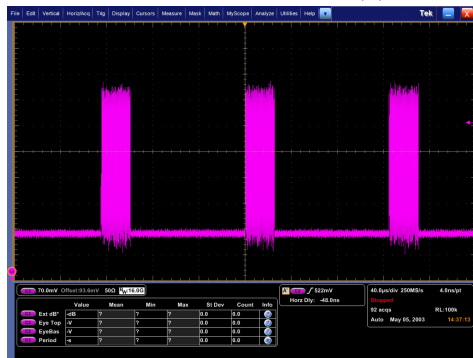 File Edit Vertical Horiz/Acq Trig Display Cursors Measure Mask Math MyScope Analyze Utilities Help Tek X
70.0mV Offset:93.6mV 50Ω BW:16.0G
A' 522mV
Horz Dly: -48.0ns
40.0µs/div 250MS/s 4.0ns/pt
Stopped
92 acqs RL:100k
Auto May 05, 2003 14:37:13
Value Mean Min Max St Dev Count Info
Ext dB* -dB ? ? ? 0.0 0.0
Eye Top -V ? ? ? 0.0 0.0
EyeBas -V ? ? ? 0.0 0.0
Period -s ? ? ? 0.0 0.0